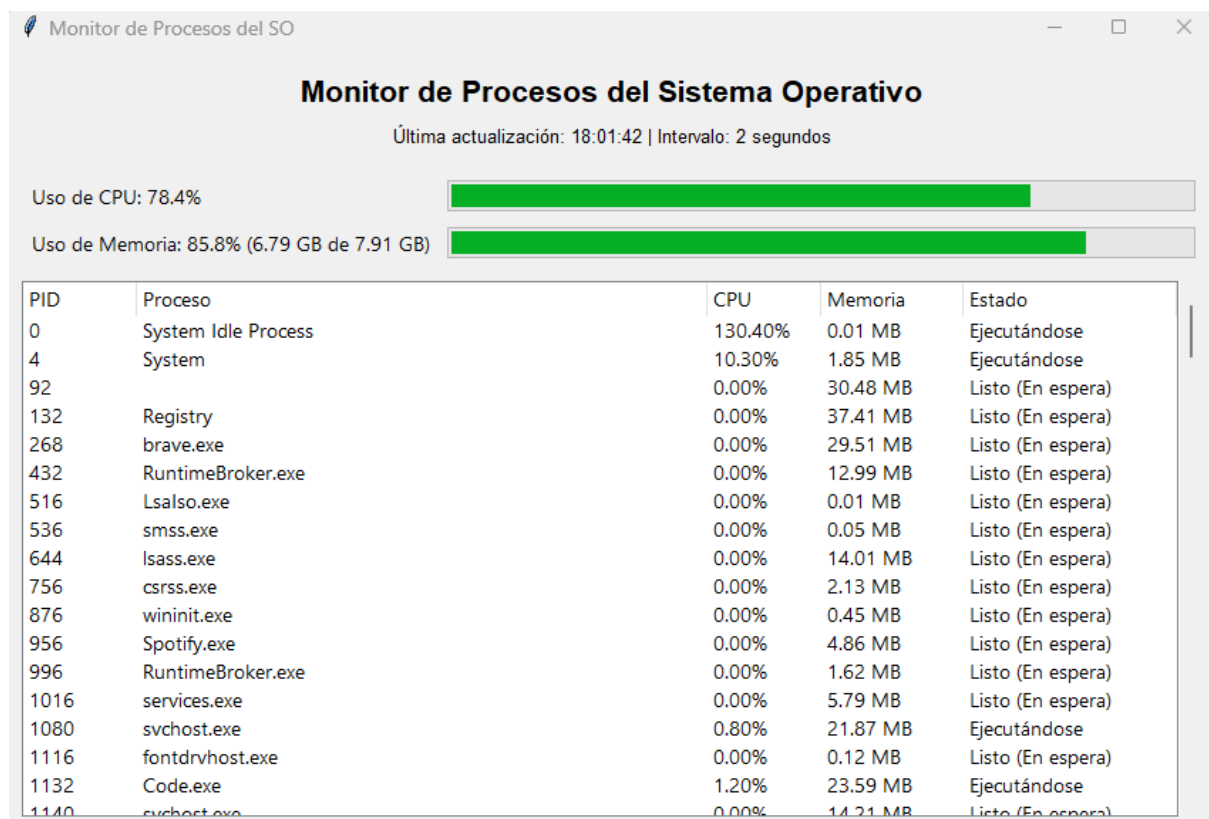 Monitor de Procesos del SO
Monitor de Procesos del Sistema Operativo
Última actualización: 18:01:42 | Intervalo: 2 segundos
Uso de CPU: 78.4%
Uso de Memoria: 85.8% (6.79 GB de 7.91 GB)
PID Proceso CPU Memoria Estado
0 System Idle Process 130.40% 0.01 MB Ejecutándose
4 System 10.30% 1.85 MB Ejecutándose
92 0.00% 30.48 MB Listo (En espera)
132 Registry 0.00% 37.41 MB Listo (En espera)
268 brave.exe 0.00% 29.51 MB Listo (En espera)
432 RuntimeBroker.exe 0.00% 12.99 MB Listo (En espera)
516 LsaIso.exe 0.00% 0.01 MB Listo (En espera)
536 smss.exe 0.00% 0.05 MB Listo (En espera)
644 lsass.exe 0.00% 14.01 MB Listo (En espera)
756 csrss.exe 0.00% 2.13 MB Listo (En espera)
876 wininit.exe 0.00% 0.45 MB Listo (En espera)
956 Spotify.exe 0.00% 4.86 MB Listo (En espera)
996 RuntimeBroker.exe 0.00% 1.62 MB Listo (En espera)
1016 services.exe 0.00% 5.79 MB Listo (En espera)
1080 svchost.exe 0.80% 21.87 MB Ejecutándose
1116 fontdrvhost.exe 0.00% 0.12 MB Listo (En espera)
1132 Code.exe 1.20% 23.59 MB Ejecutándose
1140 svchost.exe 0.00% 14.21 MB Listo (En espera)